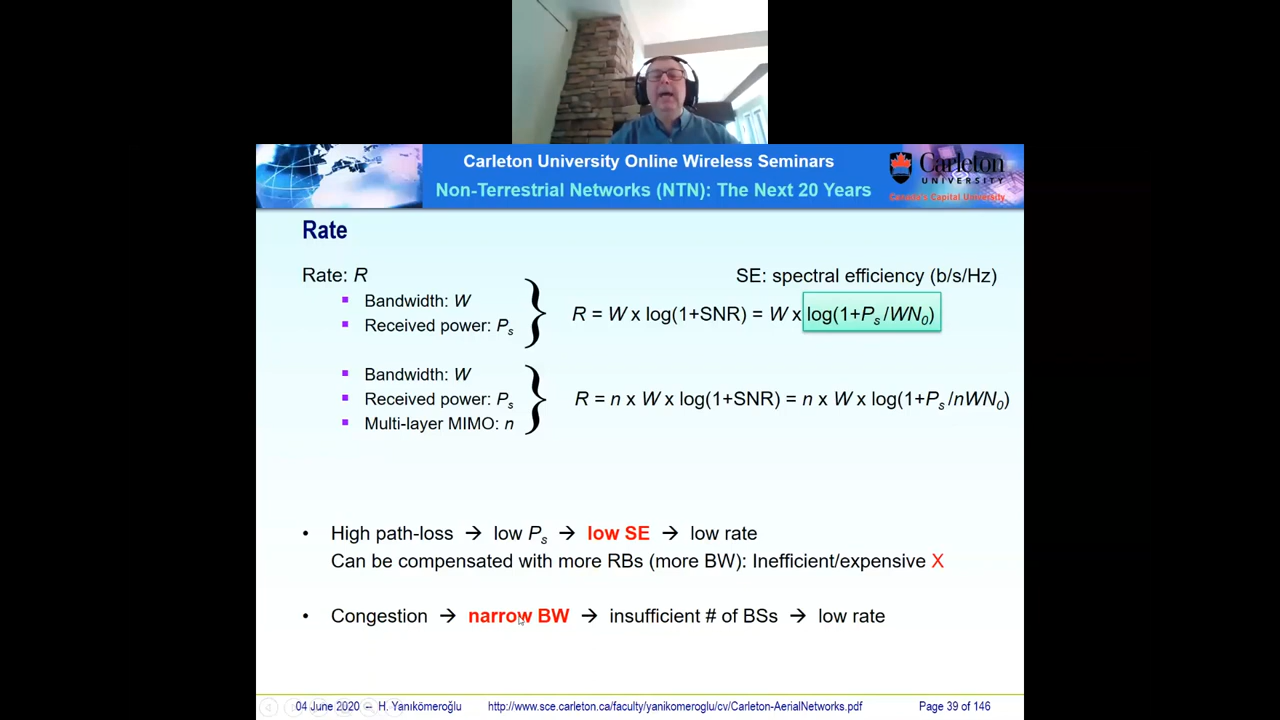 Carleton University Online Wireless Seminars
Non-Terrestrial Networks (NTN): The Next 20 Years
Carleton
UNIVERSITY
Canada's Capital University
Rate
Rate: R
SE: spectral efficiency (b/s/Hz)
▪ Bandwidth: W
▪ Received power: Pₛ
R = W x log(1+SNR) = W x log(1+Pₛ/WN₀)
▪ Bandwidth: W
▪ Received power: Pₛ
▪ Multi-layer MIMO: n
R = n x W x log(1+SNR) = n x W x log(1+Pₛ/nWN₀)
• High path-loss → low Pₛ → low SE → low rate
Can be compensated with more RBs (more BW): Inefficient/expensive X
• Congestion → narrow BW → insufficient # of BSs → low rate
04 June 2020 – H. Yanıkömeroğlu
http://www.sce.carleton.ca/faculty/yanikomeroglu/cv/Carleton-AerialNetworks.pdf
Page 39 of 146